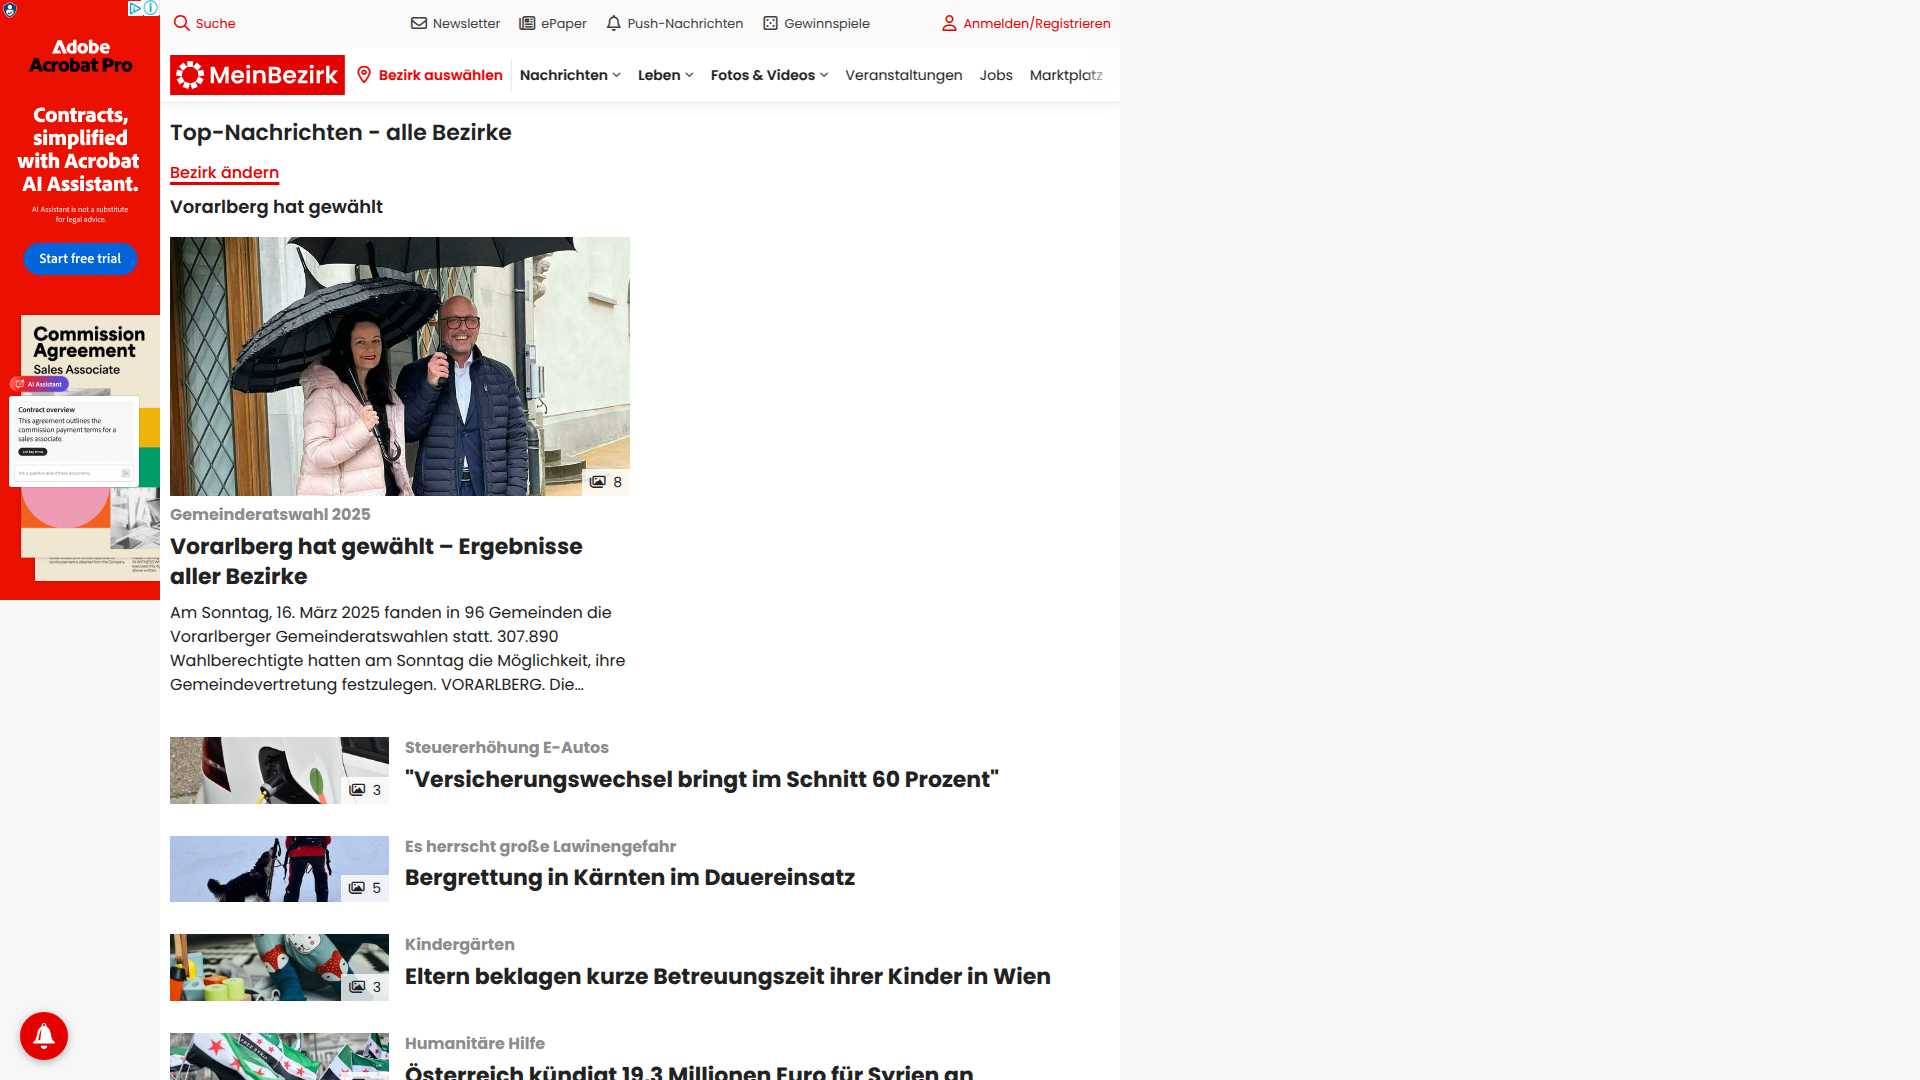 Suche
Newsletter
ePaper
Push-Nachrichten
Gewinnspiele
Anmelden/Registrieren
MeinBezirk
Bezirk auswählen
Nachrichten
Leben
Fotos & Videos
Veranstaltungen
Jobs
Marktplatz
Adobe
Acrobat Pro
Contracts,
simplified
with Acrobat
AI Assistant.
AI Assistant is not a substitute
for legal advice.
Start free trial
Commission
Agreement
Sales Associate
AI Assistant
Contract overview
This agreement outlines the
commission payment terms for a
sales associate.
Top-Nachrichten - alle Bezirke
Bezirk ändern
Vorarlberg hat gewählt
8
Gemeinderatswahl 2025
Vorarlberg hat gewählt – Ergebnisse
aller Bezirke
Am Sonntag, 16. März 2025 fanden in 96 Gemeinden die
Vorarlberger Gemeinderatswahlen statt. 307.890
Wahlberechtigte hatten am Sonntag die Möglichkeit, ihre
Gemeindevertretung festzulegen. VORARLBERG. Die...
3
Steuererhöhung E-Autos
"Versicherungswechsel bringt im Schnitt 60 Prozent"
5
Es herrscht große Lawinengefahr
Bergrettung in Kärnten im Dauereinsatz
3
Kindergärten
Eltern beklagen kurze Betreuungszeit ihrer Kinder in Wien
Humanitäre Hilfe
Österreich kündigt 19,3 Millionen Euro für Syrien an